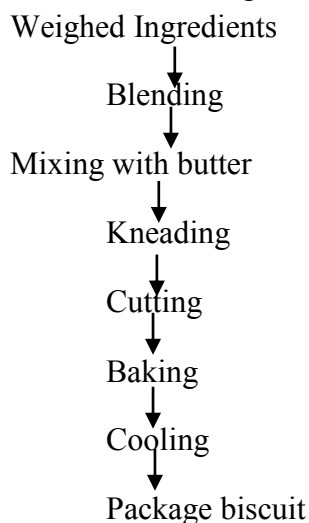 Weighed Ingredients
Blending
Mixing with butter
Kneading
Cutting
Baking
Cooling
Package biscuit